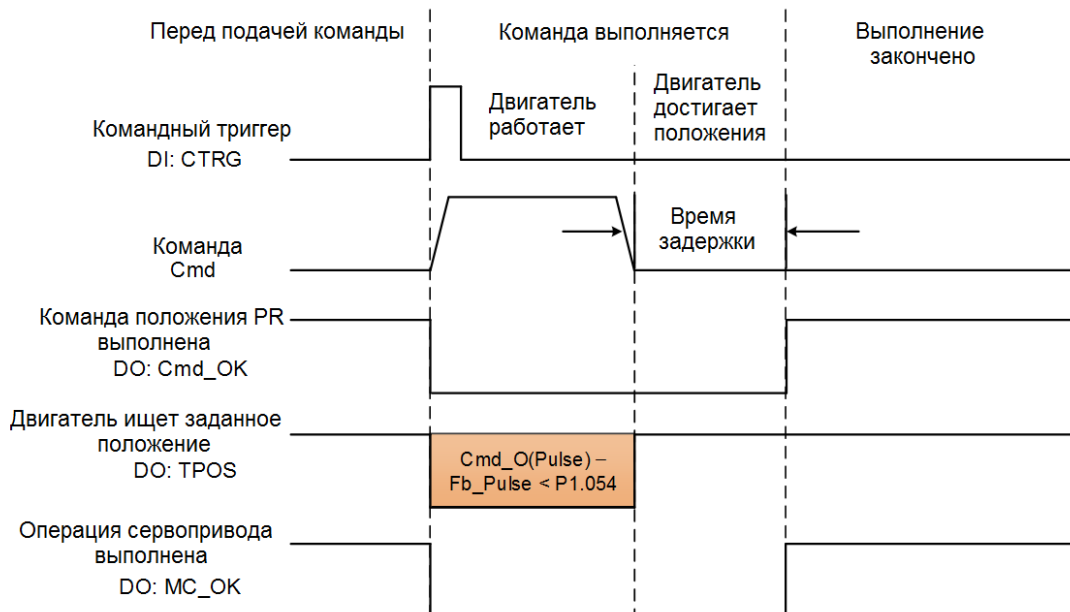 Перед подачей команды
Команда выполняется
Выполнение
закончено
Командный триггер
DI: CTRG
Двигатель
работает
Двигатель
достигает
положения
Команда
Cmd
Время
задержки
Команда положения PR
выполнена
DO: Cmd_OK
Двигатель ищет заданное
положение
DO: TPOS
Cmd_O(Pulse) –
Fb_Pulse < P1.054
Операция сервопривода
выполнена
DO: MC_OK